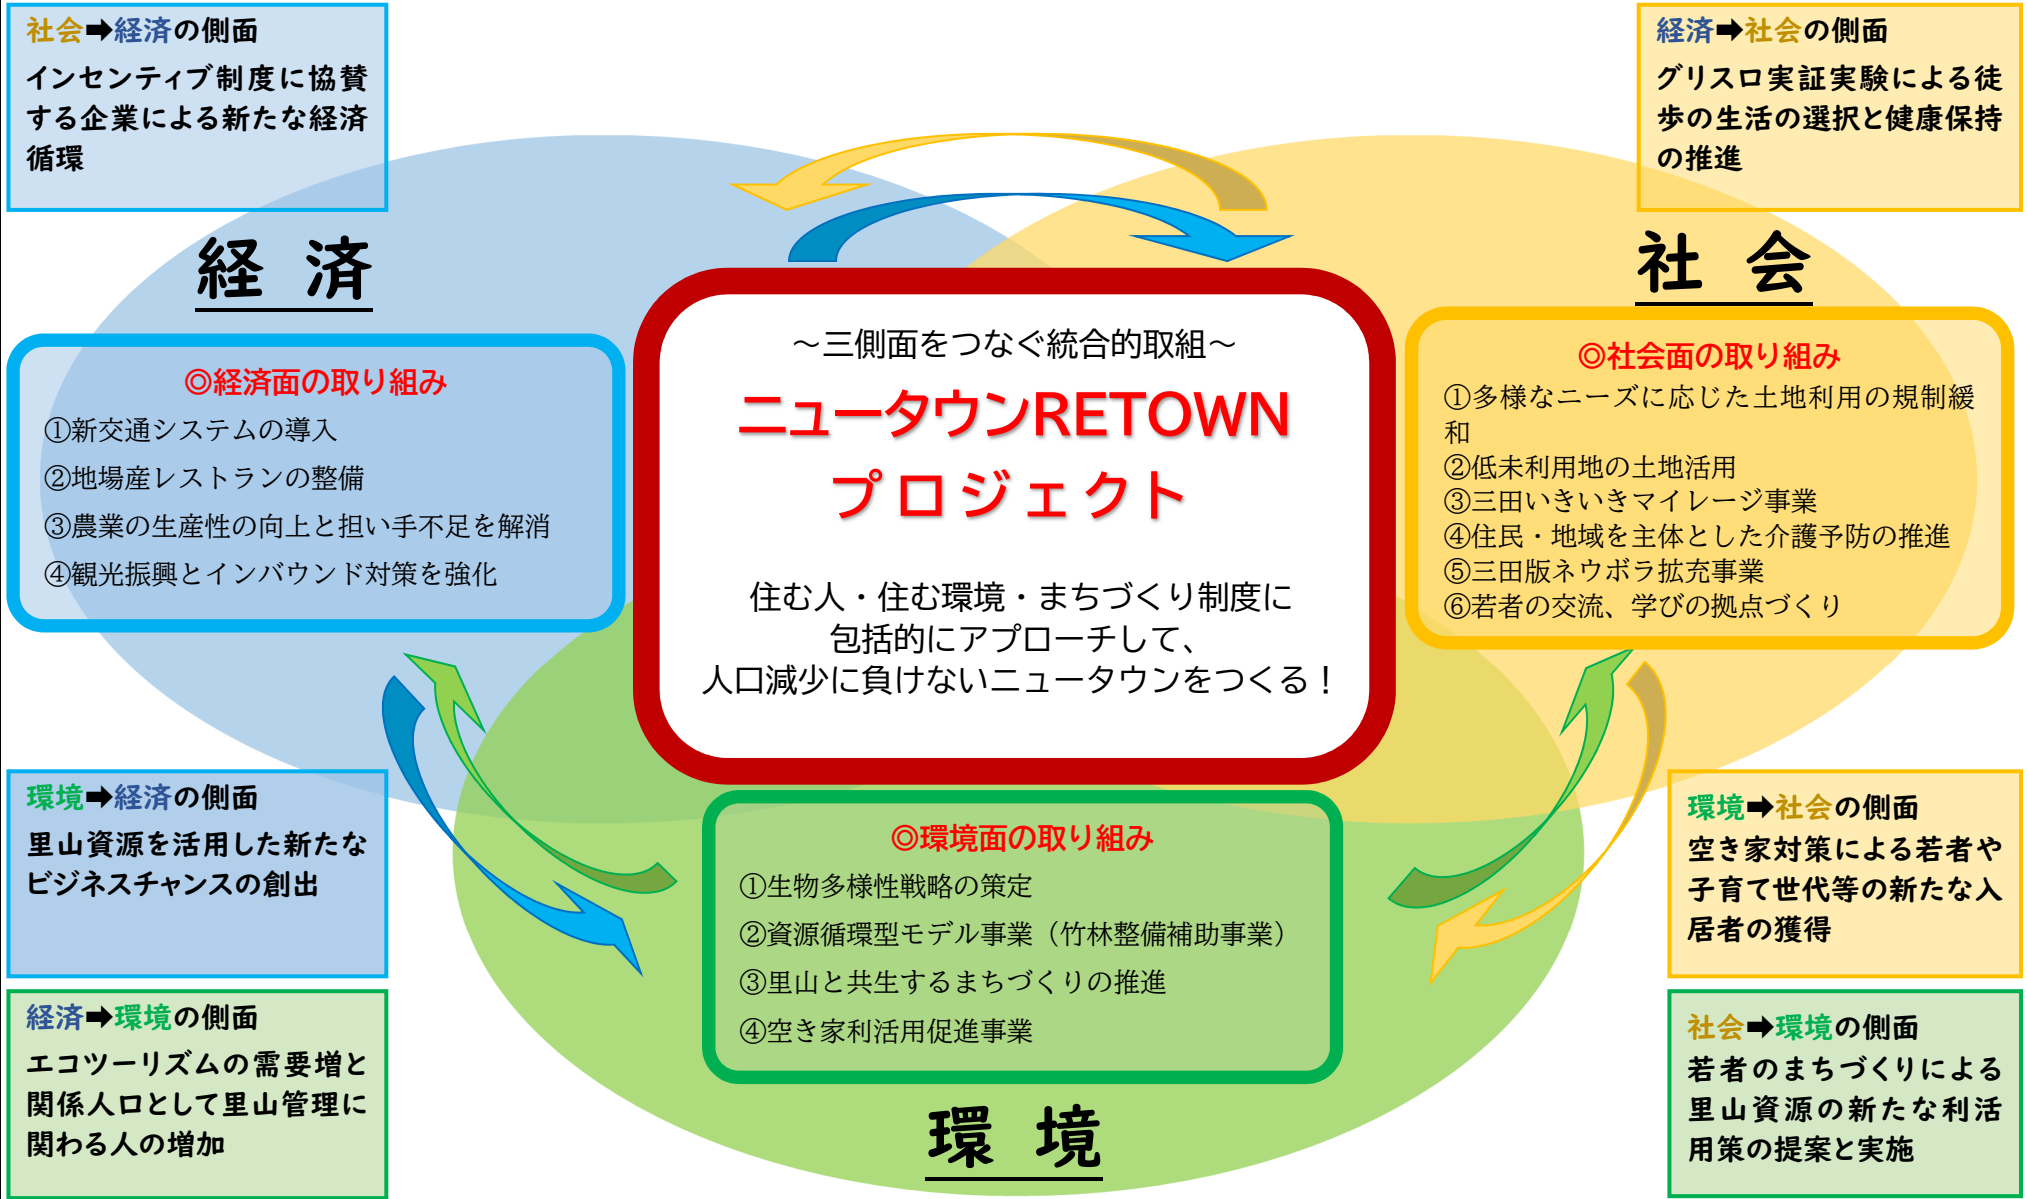 社会➡経済の側面
インセンティブ制度に協賛
する企業による新たな経済
循環
経済➡社会の側面
グリスロ実証実験による徒
歩の生活の選択と健康保持
の推進
経 済
社 会
◎経済面の取り組み
①新交通システムの導入
②地場産レストランの整備
③農業の生産性の向上と担い手不足を解消
④観光振興とインバウンド対策を強化
～三側面をつなぐ統合的取組～
ニュータウンRETOWN
プロジェクト
住む人・住む環境・まちづくり制度に
包括的にアプローチして、
人口減少に負けないニュータウンをつくる！
◎社会面の取り組み
①多様なニーズに応じた土地利用の規制緩
和
②低未利用地の土地活用
③三田いきいきマイレージ事業
④住民・地域を主体とした介護予防の推進
⑤三田版ネウボラ拡充事業
⑥若者の交流、学びの拠点づくり
環境➡経済の側面
里山資源を活用した新たな
ビジネスチャンスの創出
経済➡環境の側面
エコツーリズムの需要増と
関係人口として里山管理に
関わる人の増加
◎環境面の取り組み
①生物多様性戦略の策定
②資源循環型モデル事業（竹林整備補助事業）
③里山と共生するまちづくりの推進
④空き家利活用促進事業
環 境
環境➡社会の側面
空き家対策による若者や
子育て世代等の新たな入
居者の獲得
社会➡環境の側面
若者のまちづくりによる
里山資源の新たな利活
用策の提案と実施